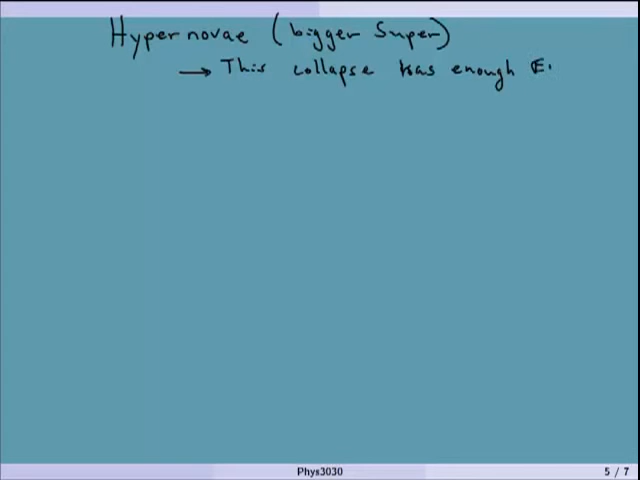 Hypernovae (bigger Super)
→ This collapse has enough E.
Phys3030
5 / 7